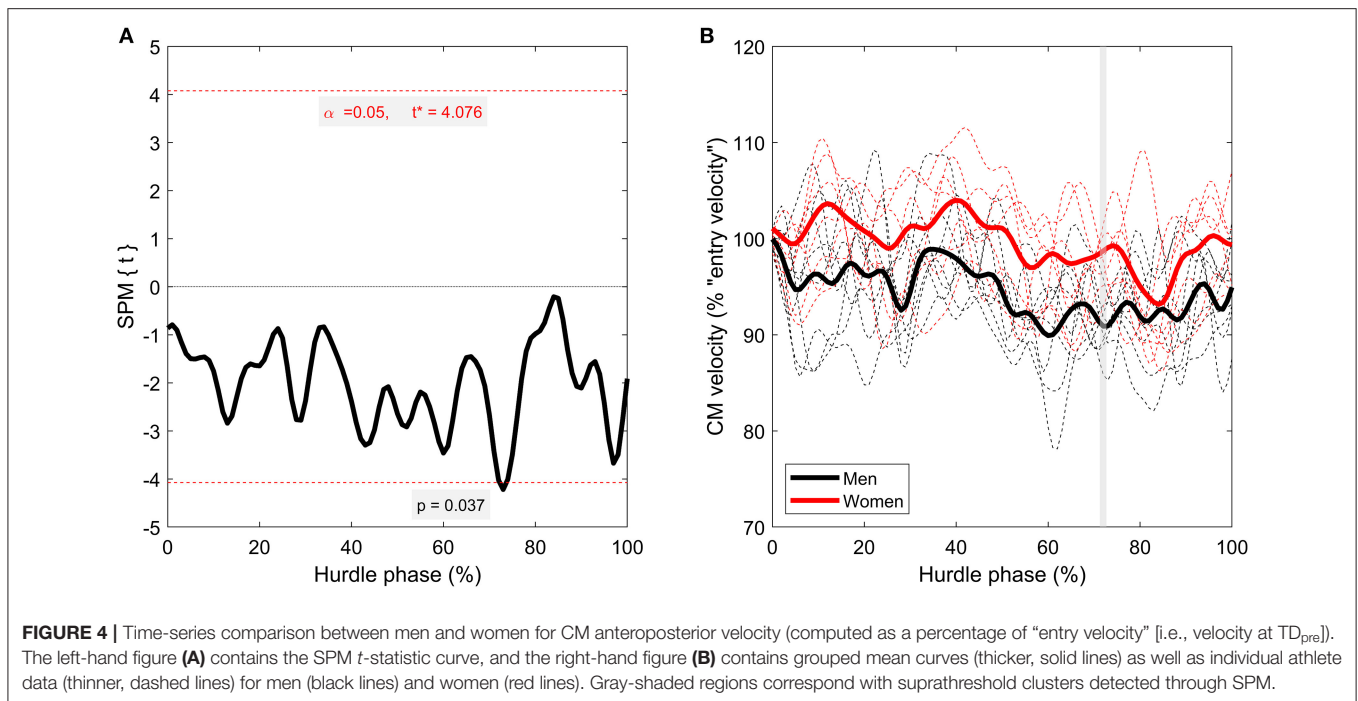 A
5
4
3
2
1
0
-1
-2
-3
-4
-5
SPM { t }
α =0.05, t* = 4.076
p = 0.037
0 20 40 60 80 100
Hurdle phase (%)
B
120
110
100
90
80
70
CM velocity (% "entry velocity")
Men
Women
0 20 40 60 80 100
Hurdle phase (%)
FIGURE 4 | Time-series comparison between men and women for CM anteroposterior velocity (computed as a percentage of “entry velocity” [i.e., velocity at TDpre]).
The left-hand figure (A) contains the SPM t-statistic curve, and the right-hand figure (B) contains grouped mean curves (thicker, solid lines) as well as individual athlete
data (thinner, dashed lines) for men (black lines) and women (red lines). Gray-shaded regions correspond with suprathreshold clusters detected through SPM.